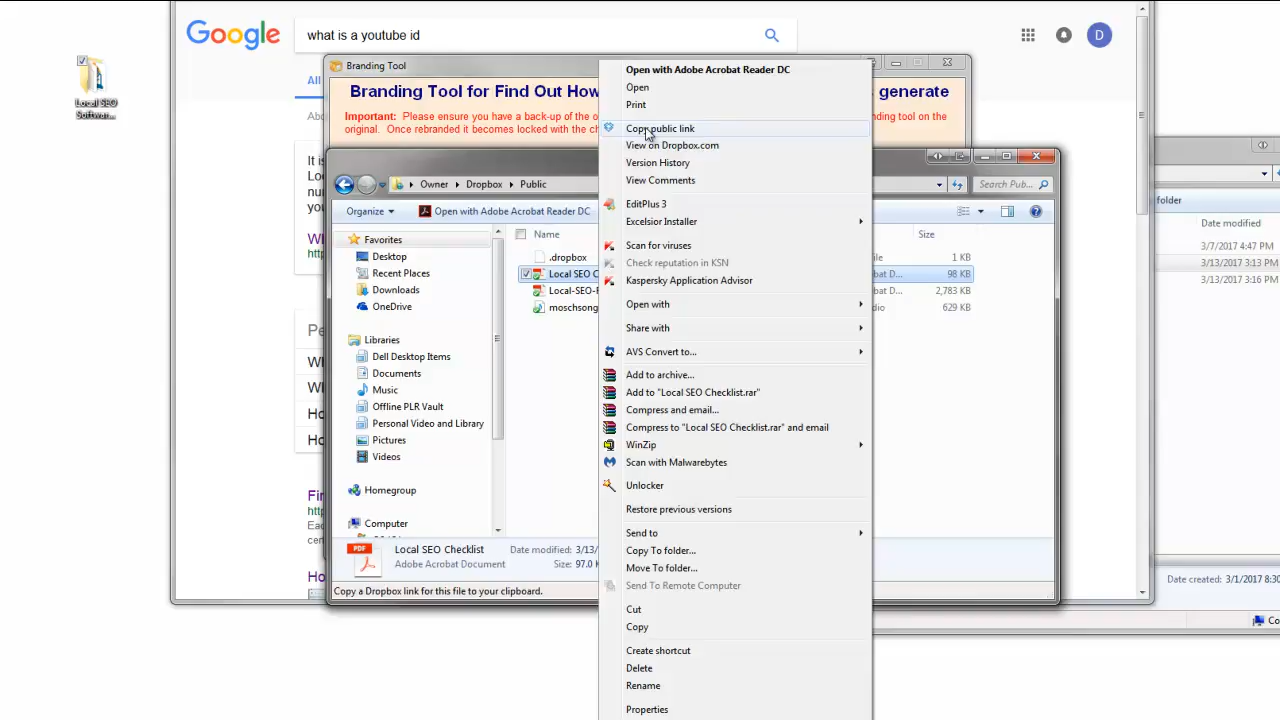 Google
what is a youtube id
D
All
Branding Tool
Branding Tool for Find Out How
generate
Important: Please ensure you have a back-up of the
nding tool on the
original. Once rebranded it becomes locked with the
Local SEO
Softwar...
It is
you
http
Owner
Dropbox
Public
Search Pub...
Organize
Open with Adobe Acrobat Reader DC
Name
Size
Favorites
Desktop
Recent Places
Downloads
OneDrive
Libraries
Dell Desktop Items
Documents
Music
Offline PLR Vault
Personal Video and Library
Pictures
Videos
Homegroup
Computer
.dropbox
Local SEO C
Local-SEO-
moschsong
1 KB
98 KB
2,783 KB
629 KB
bat D...
bat D...
Local SEO Checklist
Adobe Acrobat Document
Date modified: 3/13/
Size: 97.0
Copy a Dropbox link for this file to your clipboard.
Open with Adobe Acrobat Reader DC
Open
Print
Copy public link
View on Dropbox.com
Version History
View Comments
EditPlus 3
Excelsior Installer
Scan for viruses
Check reputation in KSN
Kaspersky Application Advisor
Open with
Share with
AVS Convert to...
Add to archive...
Add to "Local SEO Checklist.rar"
Compress and email...
Compress to "Local SEO Checklist.rar" and email
WinZip
Scan with Malwarebytes
Unlocker
Restore previous versions
Send to
Copy To folder...
Move To folder...
Send To Remote Computer
Cut
Copy
Create shortcut
Delete
Rename
Properties
folder
Date modified
3/7/2017 4:47 PM
3/13/2017 3:13 PM
3/13/2017 3:16 PM
Date created: 3/1/2017 8:30
Co